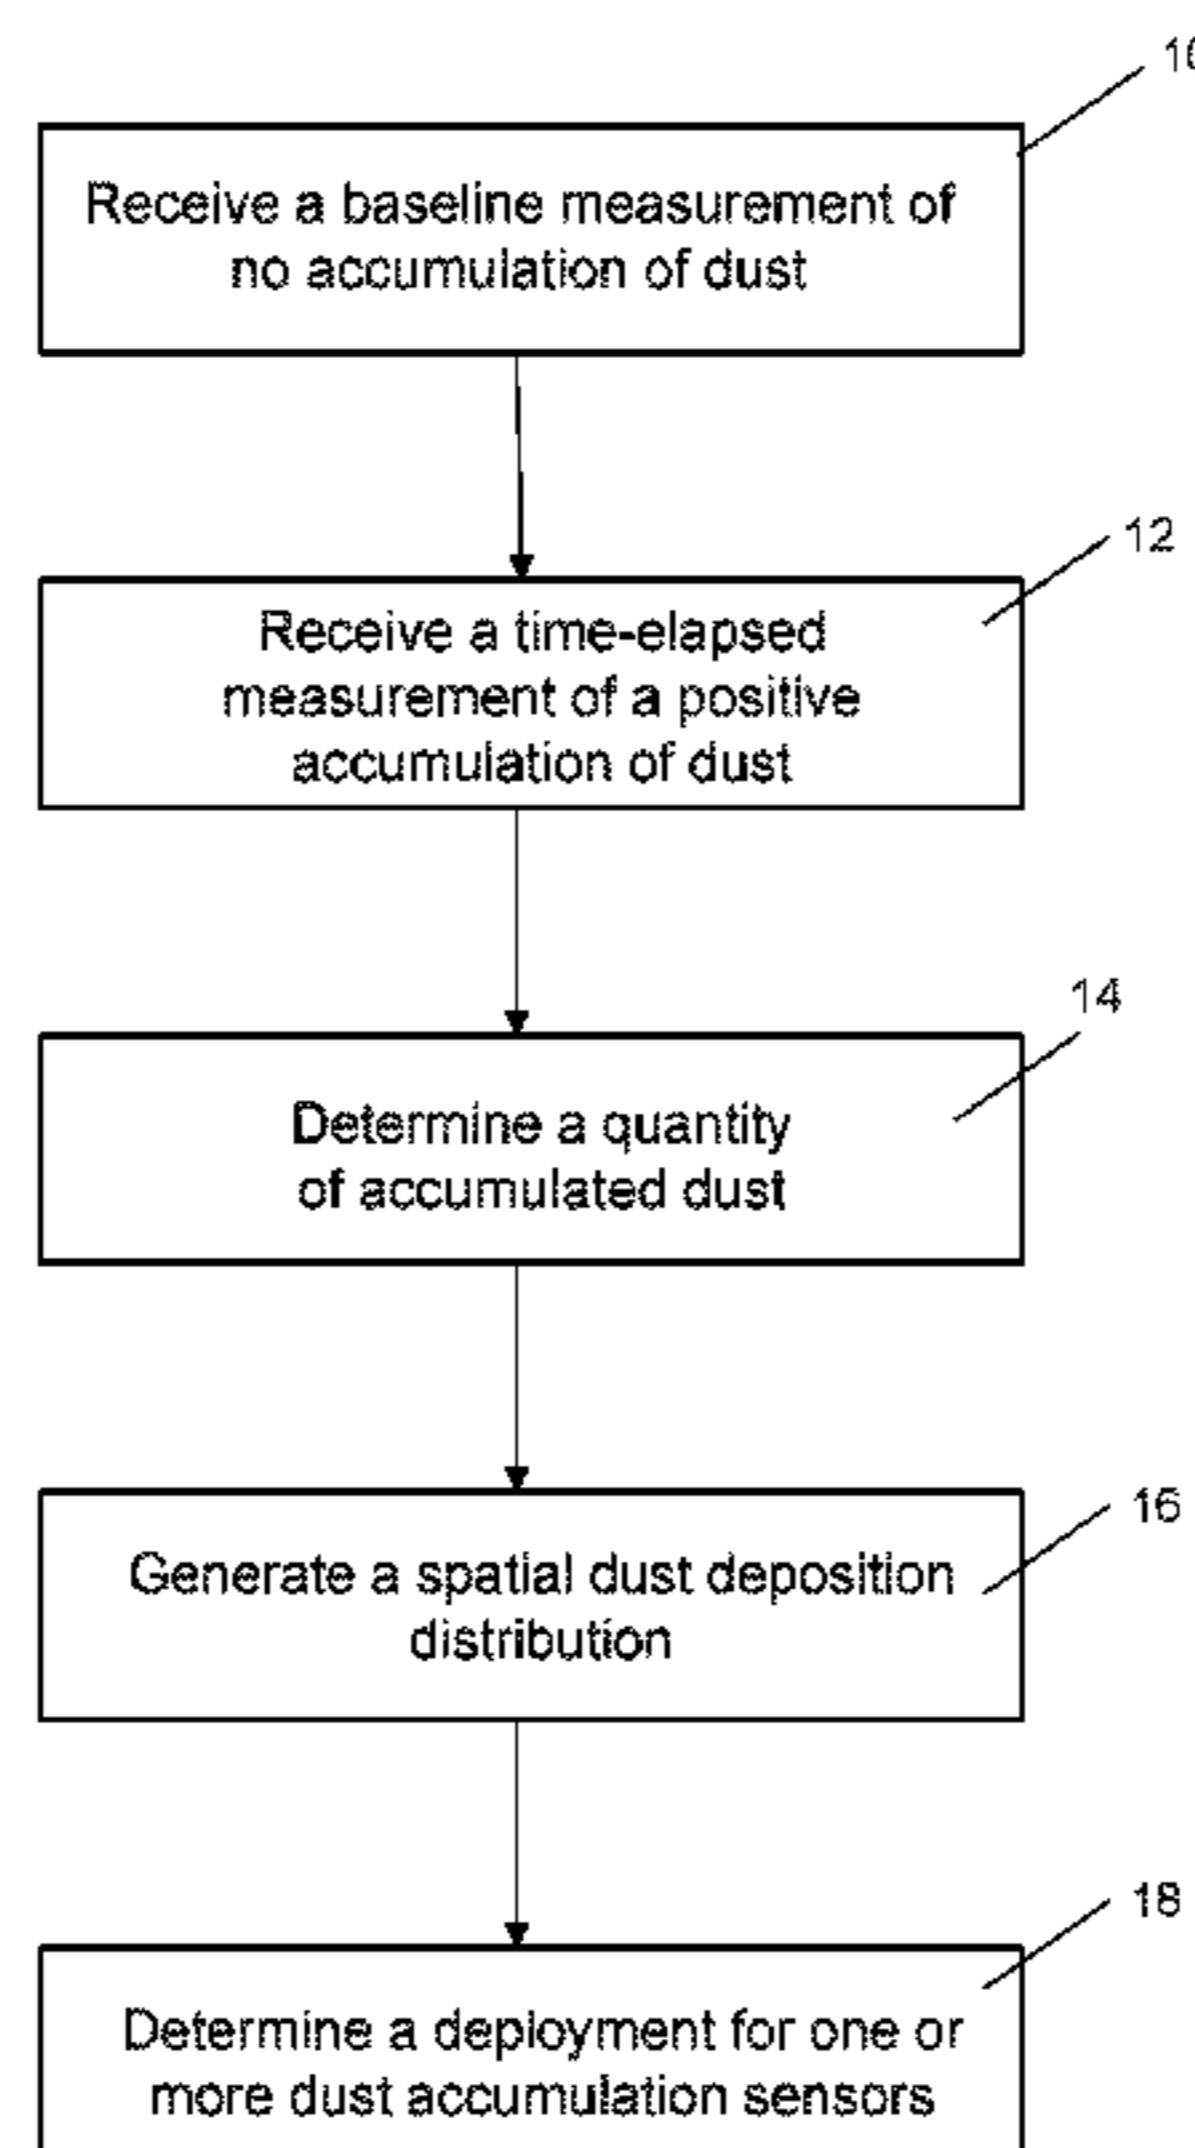 10
Receive a baseline measurement of
no accumulation of dust
12
Receive a time-elapsed
measurement of a positive
accumulation of dust
14
Determine a quantity
of accumulated dust
16
Generate a spatial dust deposition
distribution
18
Determine a deployment for one or
more dust accumulation sensors